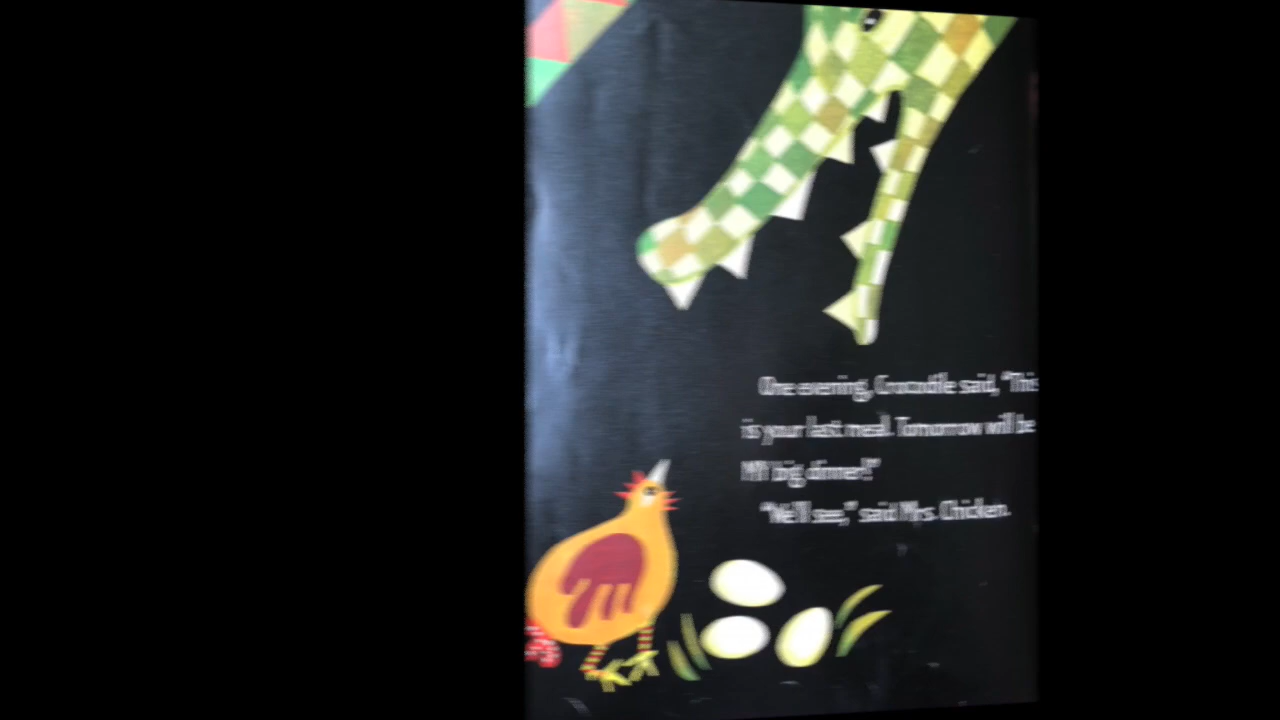 One evening, Crocodile said, "This
is your last meal. Tomorrow will be
MY big dinner!"
"We'll see," said Mrs. Chicken.